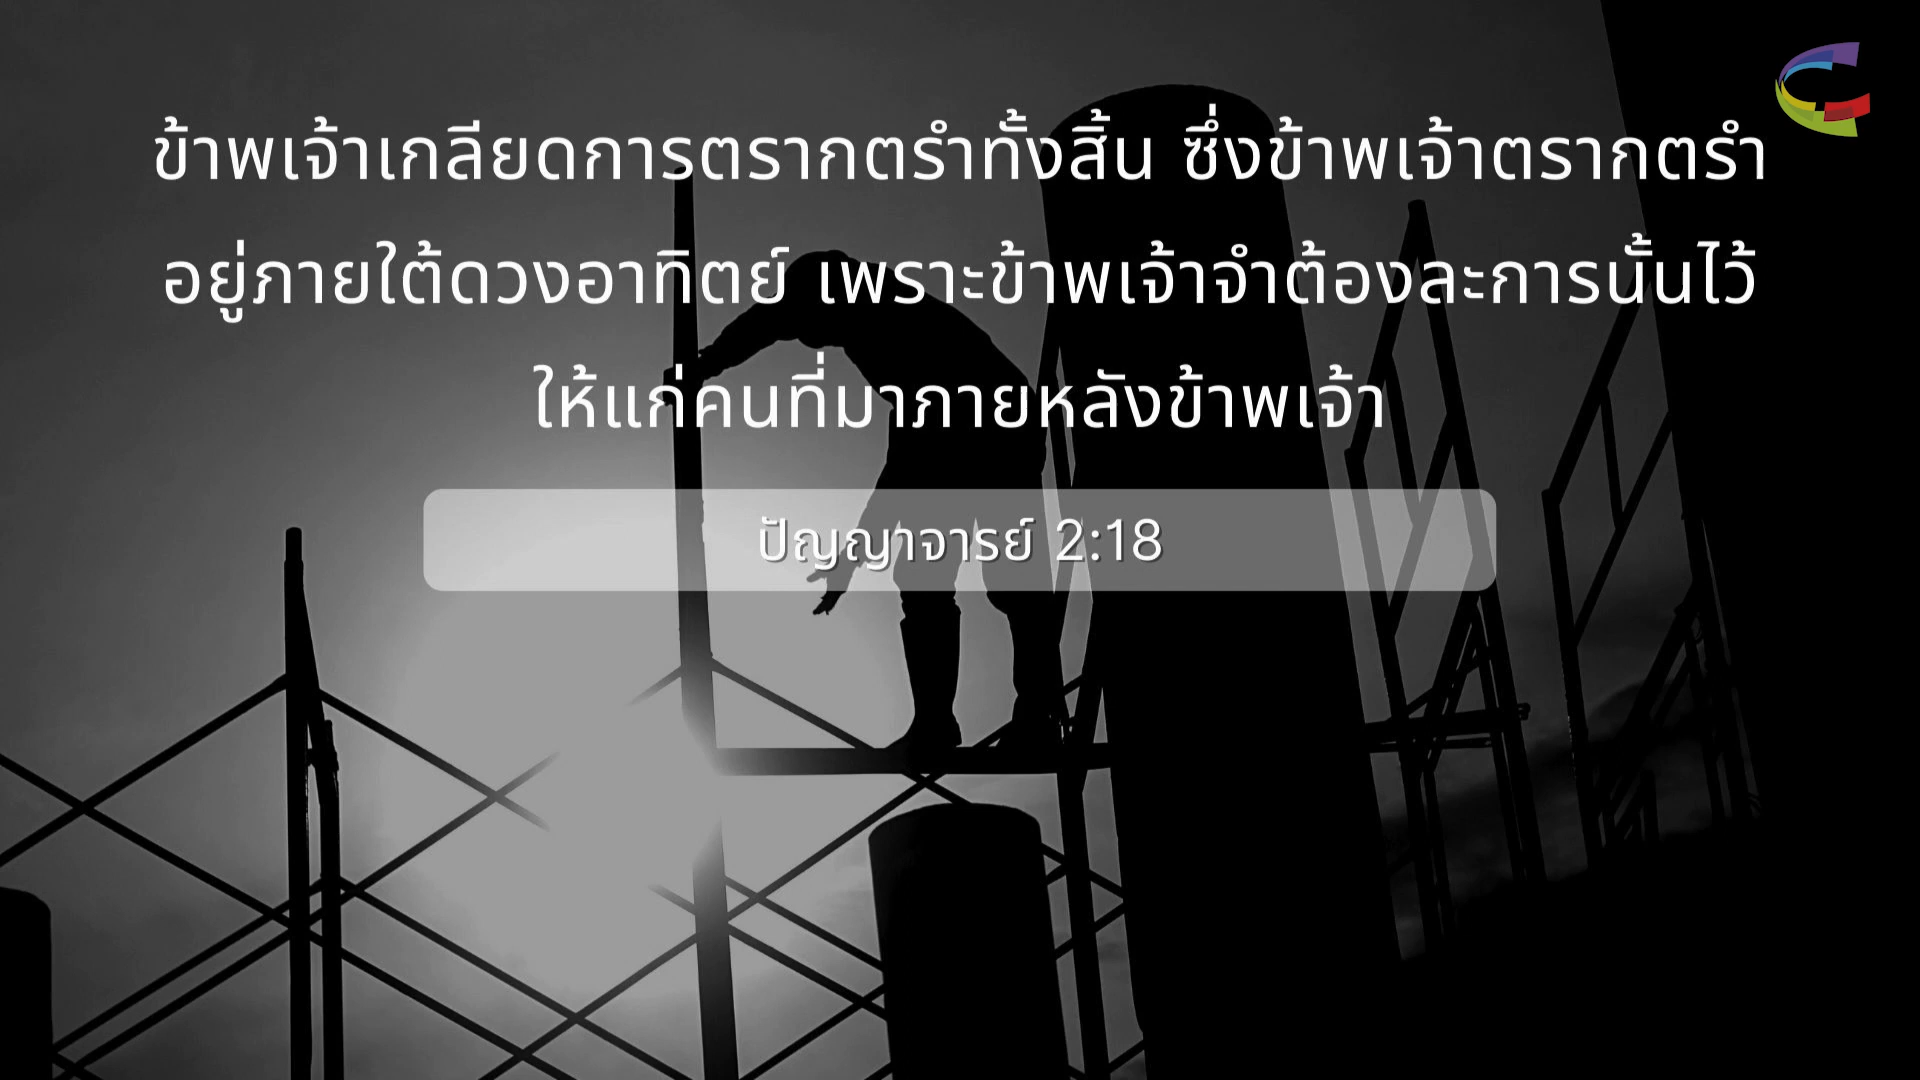 ข้าพเจ้าเกลียดการตรากตรำทั้งสิ้น ซึ่งข้าพเจ้าตรากตรำ
อยู่ภายใต้ดวงอาทิตย์ เพราะข้าพเจ้าจำต้องละการนั้นไว้
ให้แก่คนที่มาภายหลังข้าพเจ้า
ปัญญาจารย์ 2:18